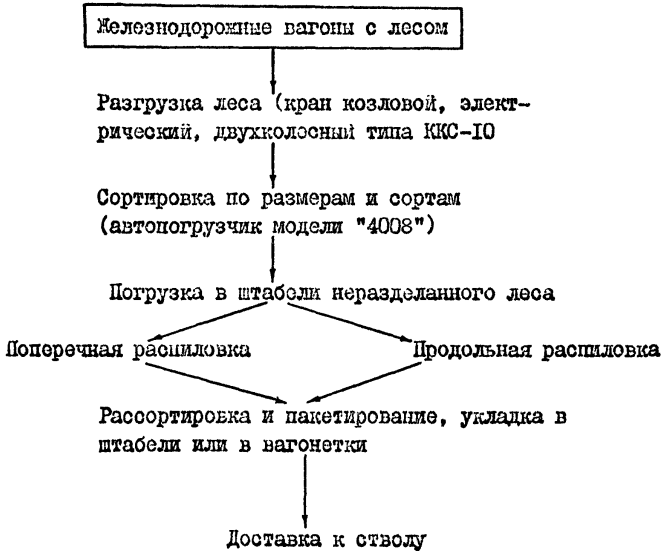 Железнодорожные вагоны с лесом
Разгрузка леса (кран козловой, элект-
рический, двухколосный типа ККС-10
Сортировка по размерам и сортам
(автопогрузчик модели "4008")
Погрузка в штабели неразделанного леса
Поперечная распиловка
Продольная распиловка
Рассортировка и пакетирование, укладка в
штабели или в вагонетки
Доставка к стволу